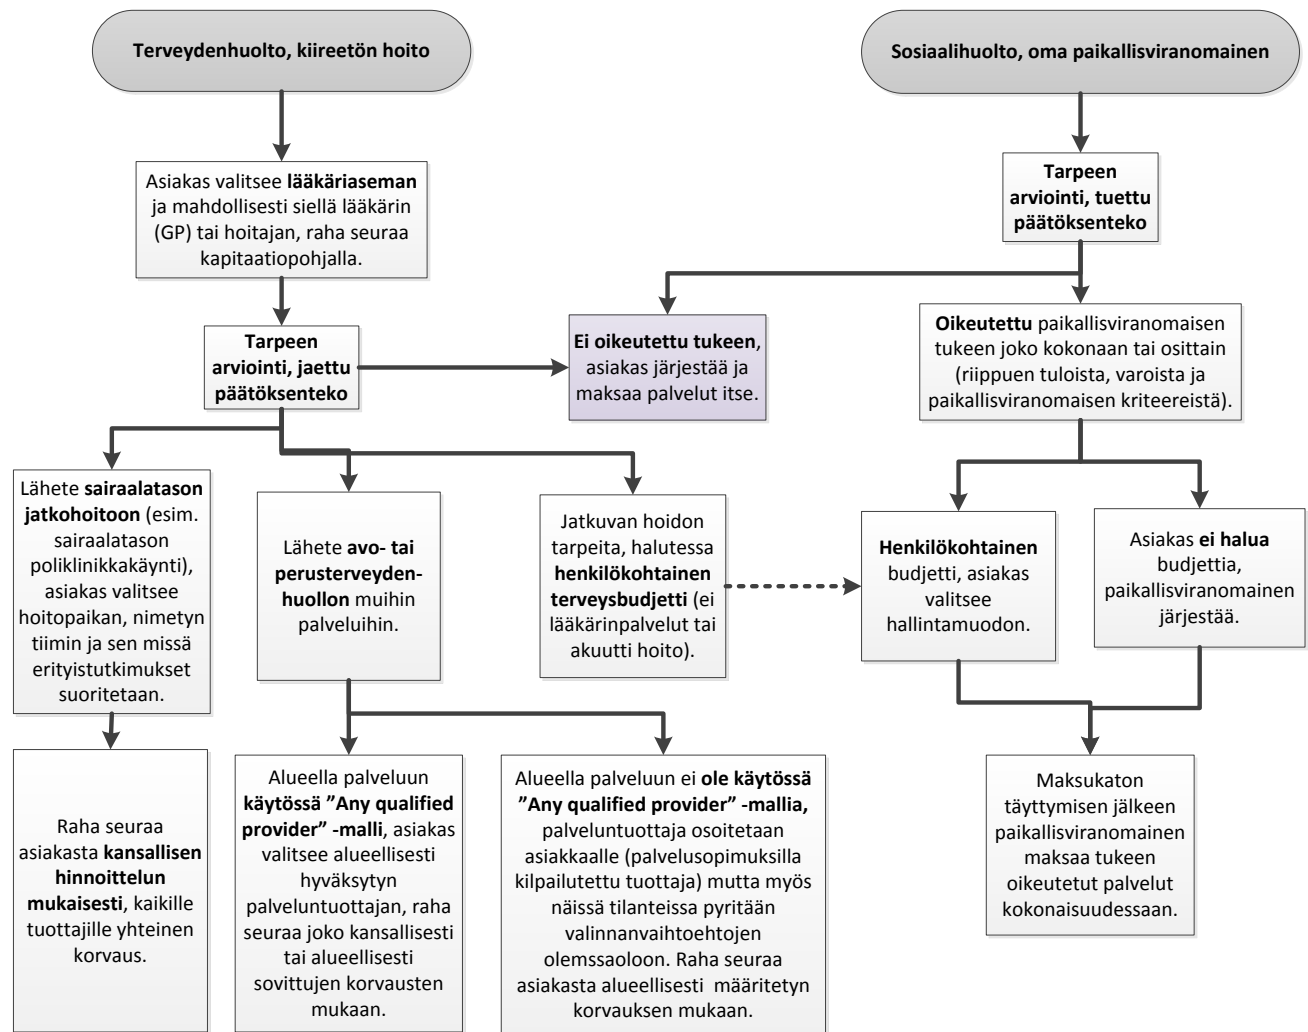 Terveydenhuolto, kiireetön hoito
Sosiaalihuolto, oma paikallisviranomainen
Asiakas valitsee lääkäriaseman
ja mahdollisesti siellä lääkärin
(GP) tai hoitajan, raha seuraa
kapitaatiopohjalla.
Tarpeen
arviointi, tuettu
päätöksenteko
Tarpeen
arviointi, jaettu
päätöksenteko
Ei oikeutettu tukeen,
asiakas järjestää ja
maksaa palvelut itse.
Oikeutettu paikallisviranomaisen
tukeen joko kokonaan tai osittain
(riippuen tuloista, varoista ja
paikallisviranomaisen kriteereistä).
Lähete sairaalatason
jatkohoitoon (esim.
sairaalatason
poliklinikkakäynti),
asiakas valitsee
hoitopaikan, nimetyn
tiimin ja sen missä
erityistutkimukset
suoritetaan.
Lähete avo- tai
perusterveyden-
huollon muihin
palveluihin.
Jatkuvan hoidon
tarpeita, halutessa
henkilökohtainen
terveysbudjetti (ei
lääkärinpalvelut tai
akuutti hoito).
Henkilökohtainen
budjetti, asiakas
valitsee
hallintamuodon.
Asiakas ei halua
budjettia,
paikallisviranomainen
järjestää.
Raha seuraa
asiakasta kansallisen
hinnoittelun
mukaisesti, kaikille
tuottajille yhteinen
korvaus.
Alueella palveluun
käytössä ”Any qualified
provider” -malli, asiakas
valitsee alueellisesti
hyväksytyn
palveluntuottajan, raha
seuraa joko kansallisesti
tai alueellisesti
sovittujen korvausten
mukaan.
Alueella palveluun ei ole käytössä
”Any qualified provider” -mallia,
palveluntuottaja osoitetaan
asiakkaalle (palvelusopimuksilla
kilpailutettu tuottaja) mutta myös
näissä tilanteissa pyritään
valinnanvaihtoehtojen
olemssaoloon. Raha seuraa
asiakasta alueellisesti määritetyn
korvauksen mukaan.
Maksukaton
täyttymisen jälkeen
paikallisviranomainen
maksaa tukeen
oikeutetut palvelut
kokonaisuudessaan.